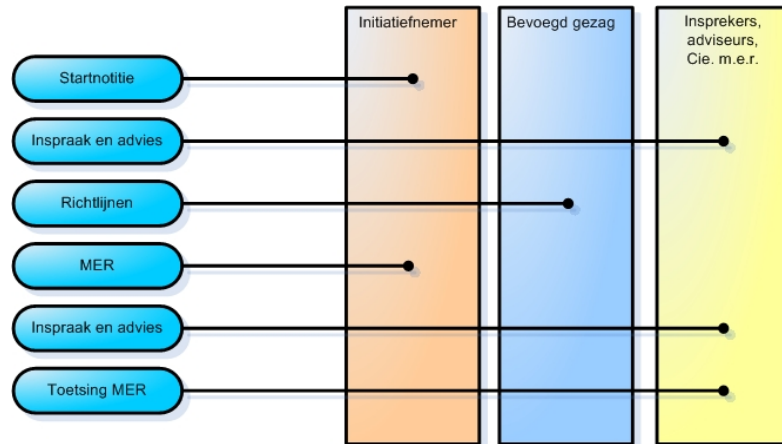 Initiatiefnemer
Bevoegd gezag
Insprekers,
adviseurs,
Cie. m.e.r.
Startnotitie
Inspraak en advies
Richtlijnen
MER
Inspraak en advies
Toetsing MER